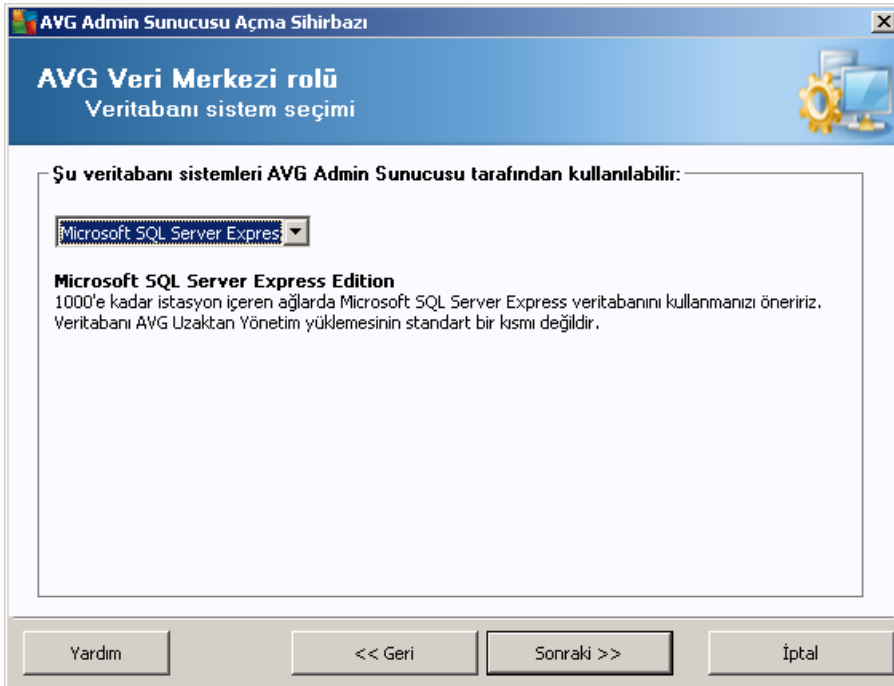 AVG Admin Sunucusu Açma Sihirbazı
AVG Veri Merkezi rolü
Veritabanı sistem seçimi
Şu veritabanı sistemleri AVG Admin Sunucusu tarafından kullanılabilir:
Microsoft SQL Server Expres
Microsoft SQL Server Express Edition
1000'e kadar istasyon içeren ağlarda Microsoft SQL Server Express veritabanını kullanmanızı öneririz.
Veritabanı AVG Uzaktan Yönetim yüklemesinin standart bir kısmı değildir.
Yardım
<< Geri
Sonraki >>
İptal